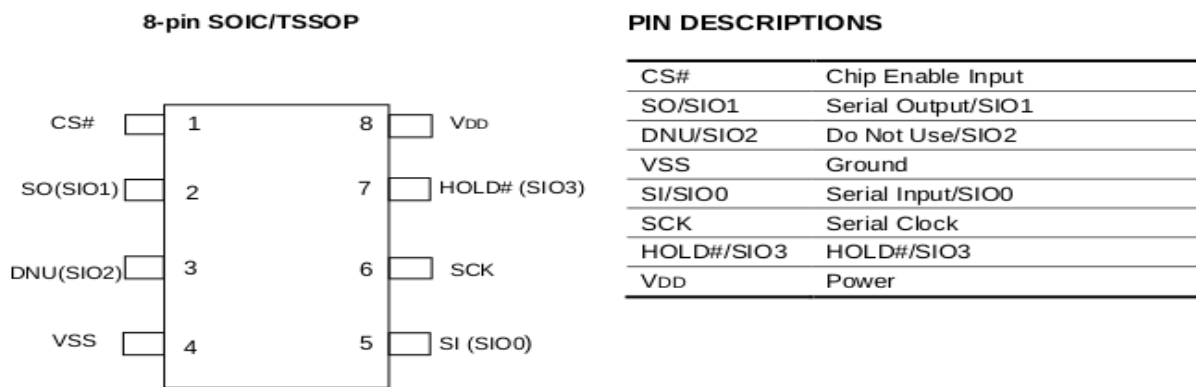 8-pin SOIC/TSSOP
CS# 1 8 VDD
SO(SIO1) 2 7 HOLD# (SIO3)
DNU(SIO2) 3 6 SCK
VSS 4 5 SI (SIO0)
PIN DESCRIPTIONS
CS# Chip Enable Input
SO/SIO1 Serial Output/SIO1
DNU/SIO2 Do Not Use/SIO2
VSS Ground
SI/SIO0 Serial Input/SIO0
SCK Serial Clock
HOLD#/SIO3 HOLD#/SIO3
VDD Power